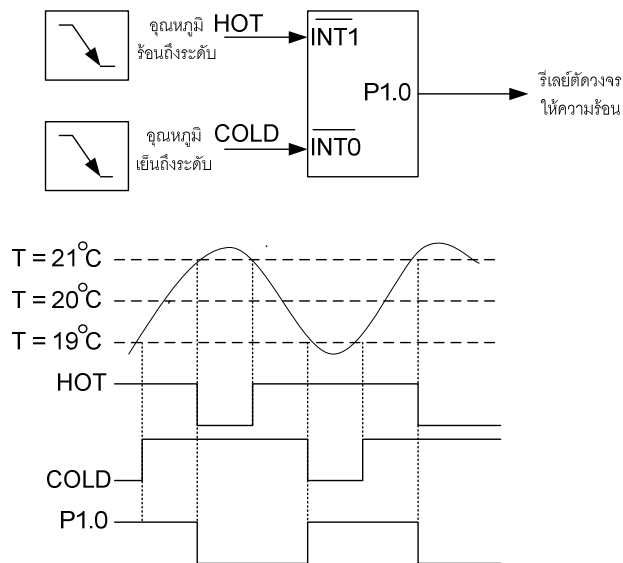 อุณหภูมิ
ร้อนถึงระดับ
HOT
INT1
P1.0
รีเลย์ตัดวงจร
ให้ความร้อน
อุณหภูมิ
เย็นถึงระดับ
COLD
INT0
T = 21°C
T = 20°C
T = 19°C
HOT
COLD
P1.0